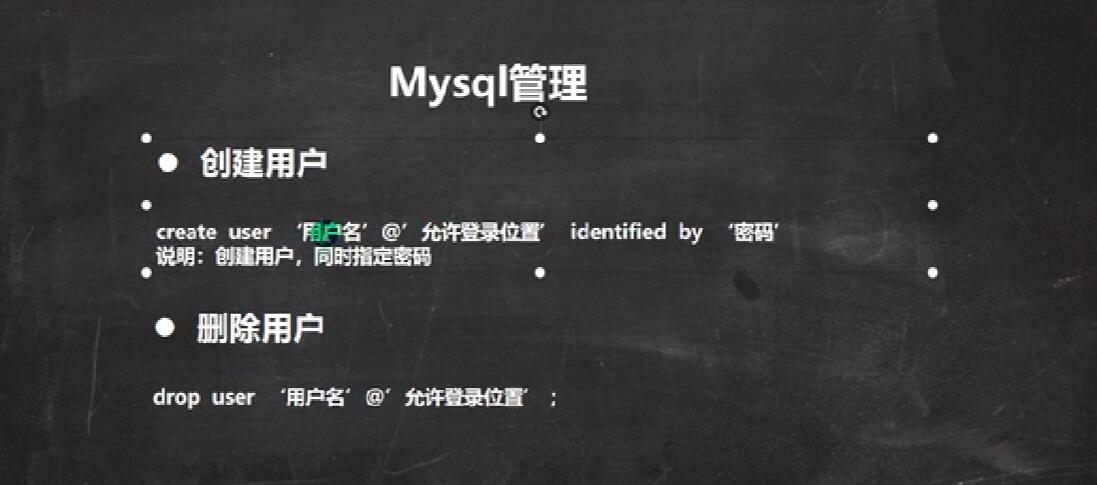 Mysql管理
● 创建用户
create user ‘用户名’@’允许登录位置’ identified by ‘密码’
说明：创建用户，同时指定密码
● 删除用户
drop user ‘用户名’@’允许登录位置’ ;